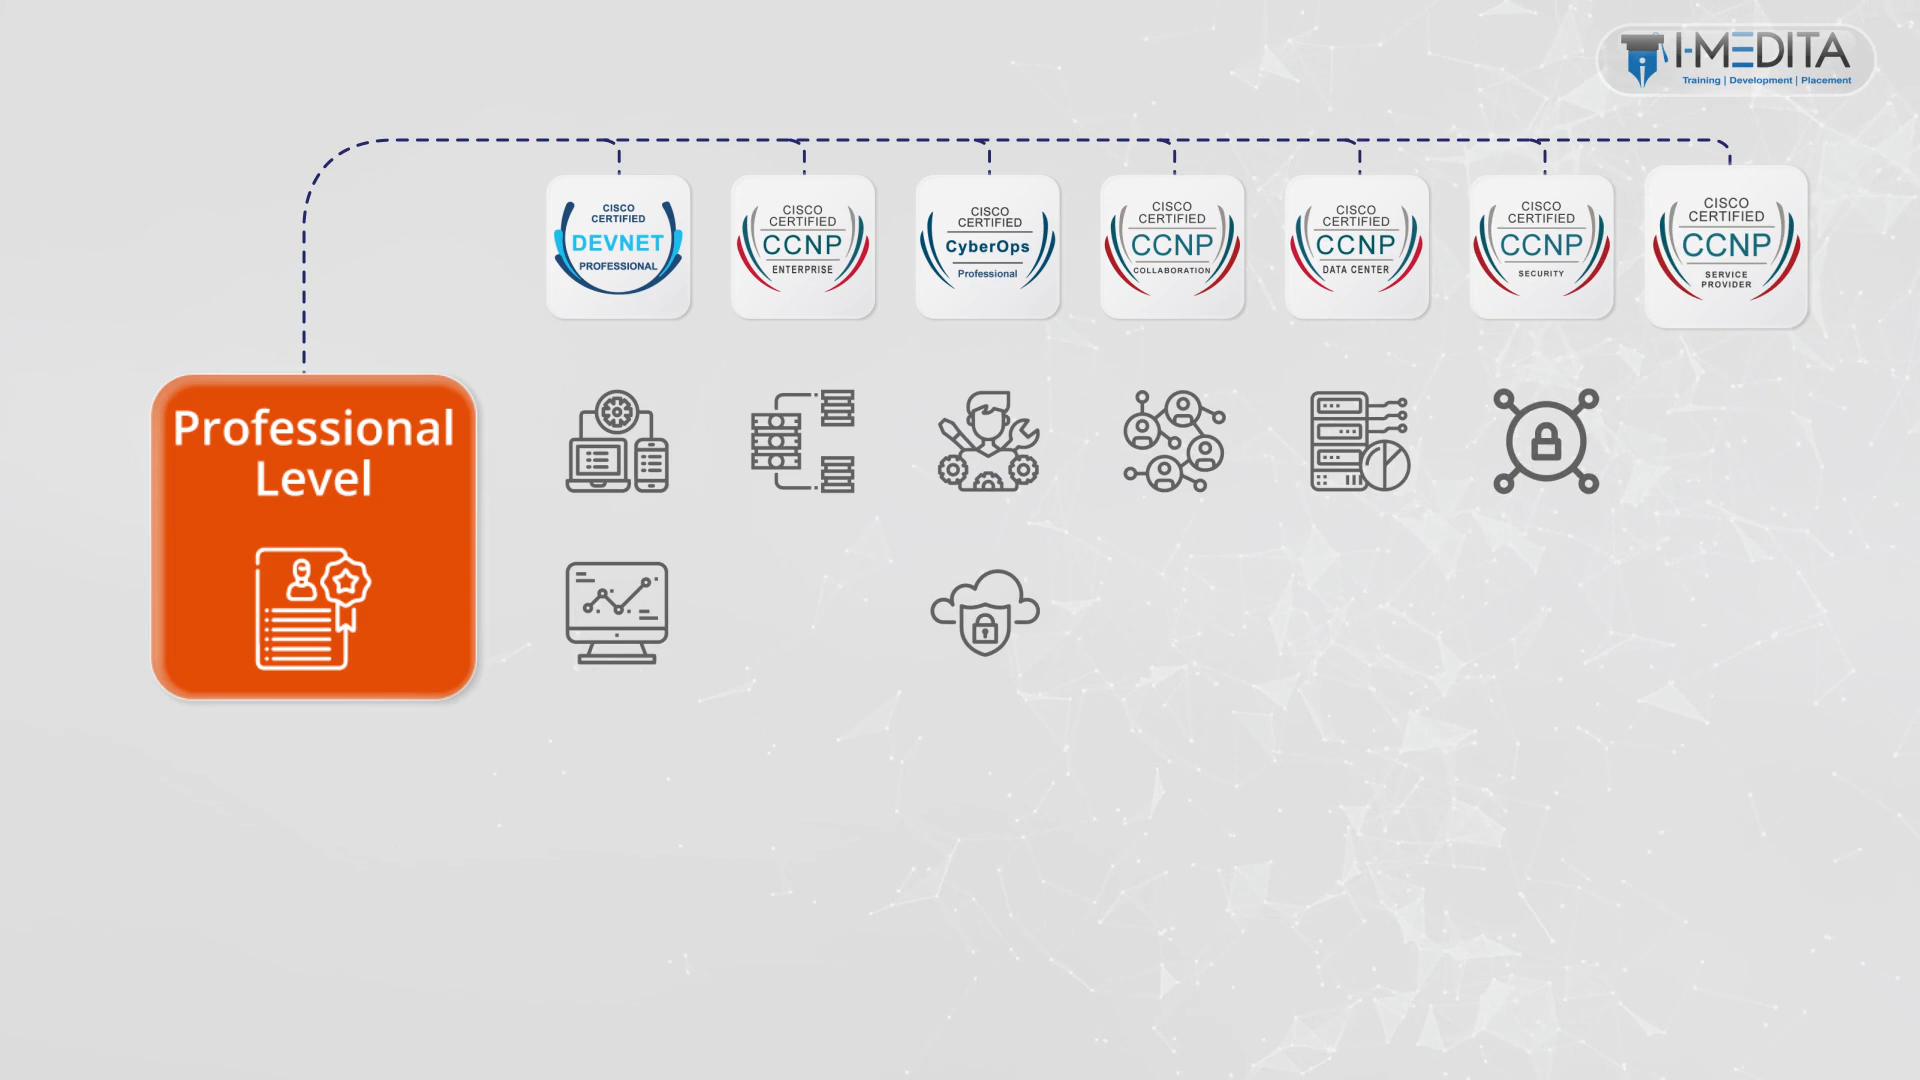 I-MEDITA
Training | Development | Placement
CISCO
CERTIFIED
DEVNET
PROFESSIONAL
CISCO
CERTIFIED
CCNP
ENTERPRISE
CISCO
CERTIFIED
CyberOps
Professional
CISCO
CERTIFIED
CCNP
COLLABORATION
CISCO
CERTIFIED
CCNP
DATA CENTER
CISCO
CERTIFIED
CCNP
SECURITY
CISCO
CERTIFIED
CCNP
SERVICE
PROVIDER
Professional
Level